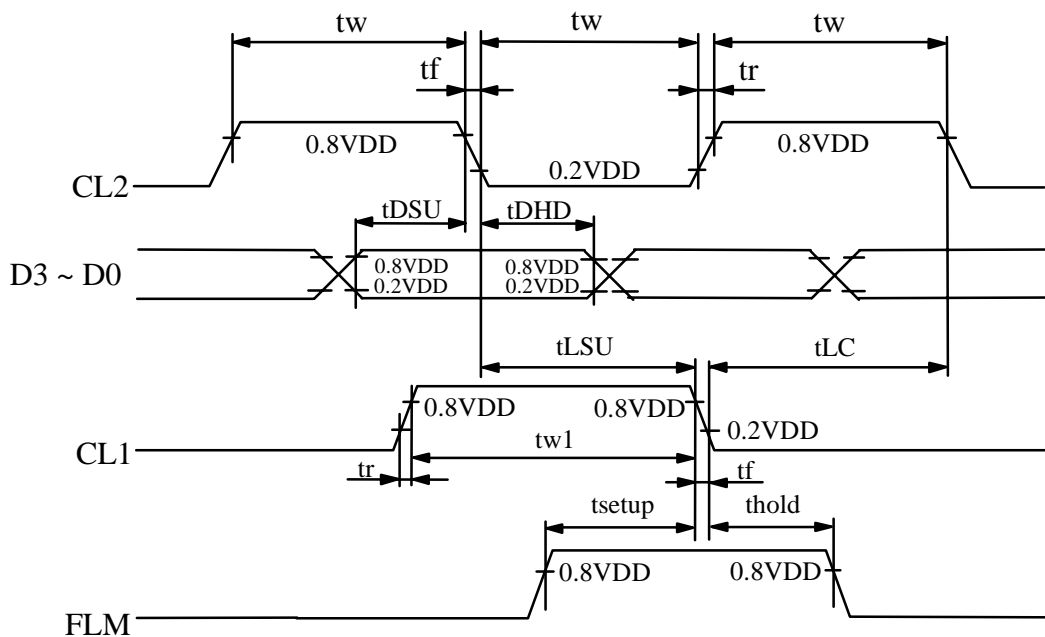 tw tw tw
tf tr
0.8VDD 0.8VDD
0.2VDD
CL2
tDSU tDHD
D3 ~ D0
0.8VDD 0.8VDD
0.2VDD 0.2VDD
tLSU tLC
0.8VDD 0.8VDD
0.2VDD
CL1
tw1
tr tf
tsetup thold
0.8VDD 0.8VDD
FLM